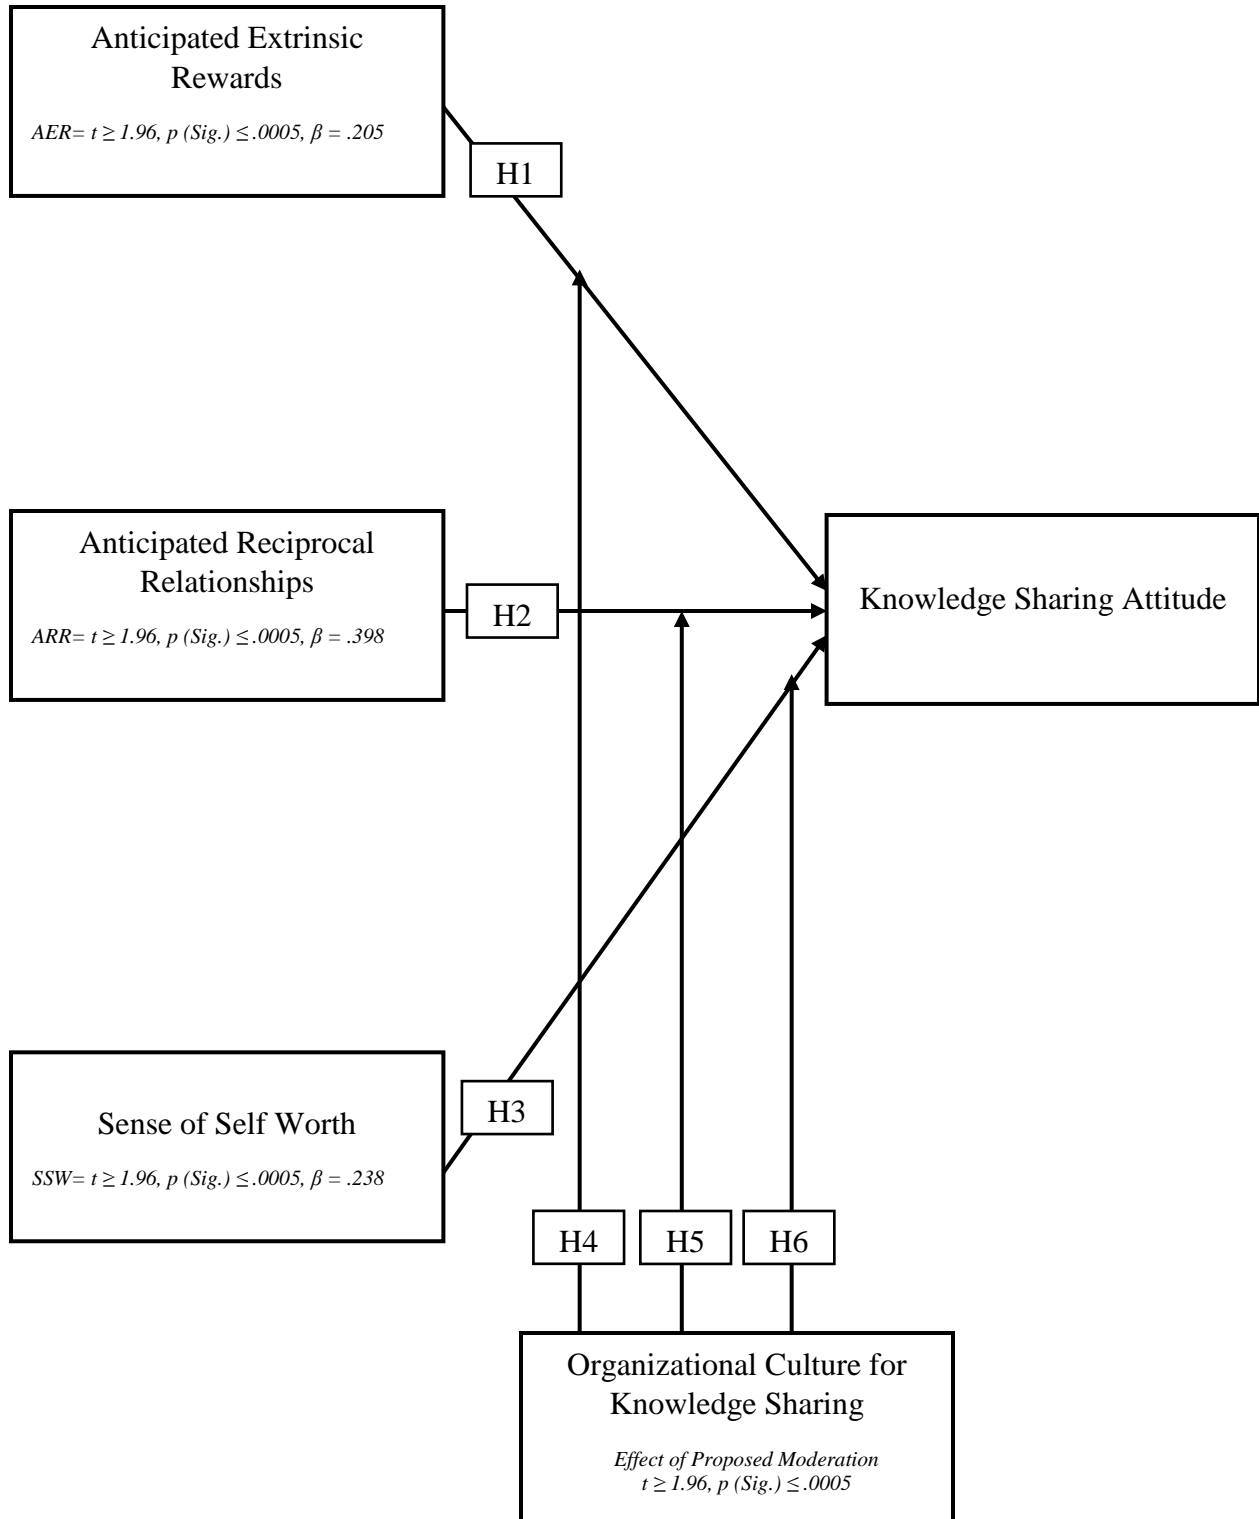 Anticipated Extrinsic
Rewards
AER= t ≥ 1.96, p (Sig.) ≤ .0005, β = .205
H1
Anticipated Reciprocal
Relationships
ARR= t ≥ 1.96, p (Sig.) ≤ .0005, β = .398
H2
Knowledge Sharing Attitude
Sense of Self Worth
SSW= t ≥ 1.96, p (Sig.) ≤ .0005, β = .238
H3
H4
H5
H6
Organizational Culture for
Knowledge Sharing
Effect of Proposed Moderation
t ≥ 1.96, p (Sig.) ≤ .0005